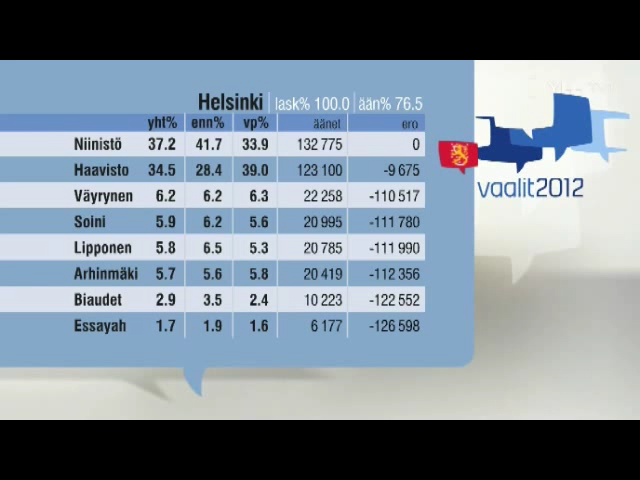 Helsinki lask% 100.0 ään% 76.5
yht% enn% vp% äänet ero
Niinistö 37.2 41.7 33.9 132 775 0
Haavisto 34.5 28.4 39.0 123 100 -9 675
Väyrynen 6.2 6.2 6.3 22 258 -110 517
Soini 5.9 6.2 5.6 20 995 -111 780
Lipponen 5.8 6.5 5.3 20 785 -111 990
Arhinmäki 5.7 5.6 5.8 20 419 -112 356
Biaudet 2.9 3.5 2.4 10 223 -122 552
Essayah 1.7 1.9 1.6 6 177 -126 598
vaalit2012